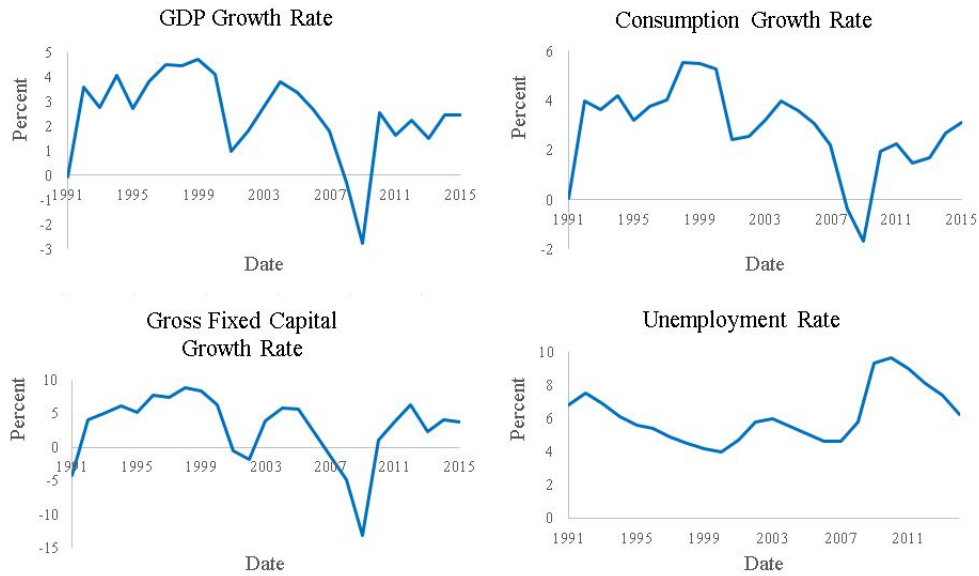 GDP Growth Rate
Percent
5
4
3
2
1
0
-1
-2
-3
1991 1995 1999 2003 2007 2011 2015
Date
Consumption Growth Rate
Percent
6
4
2
0
-2
1991 1995 1999 2003 2007 2011 2015
Date
Gross Fixed Capital
Growth Rate
Percent
10
5
0
-5
-10
-15
1991 1995 1999 2003 2007 2011 2015
Date
Unemployment Rate
Percent
10
8
6
4
2
0
1991 1995 1999 2003 2007 2011
Date